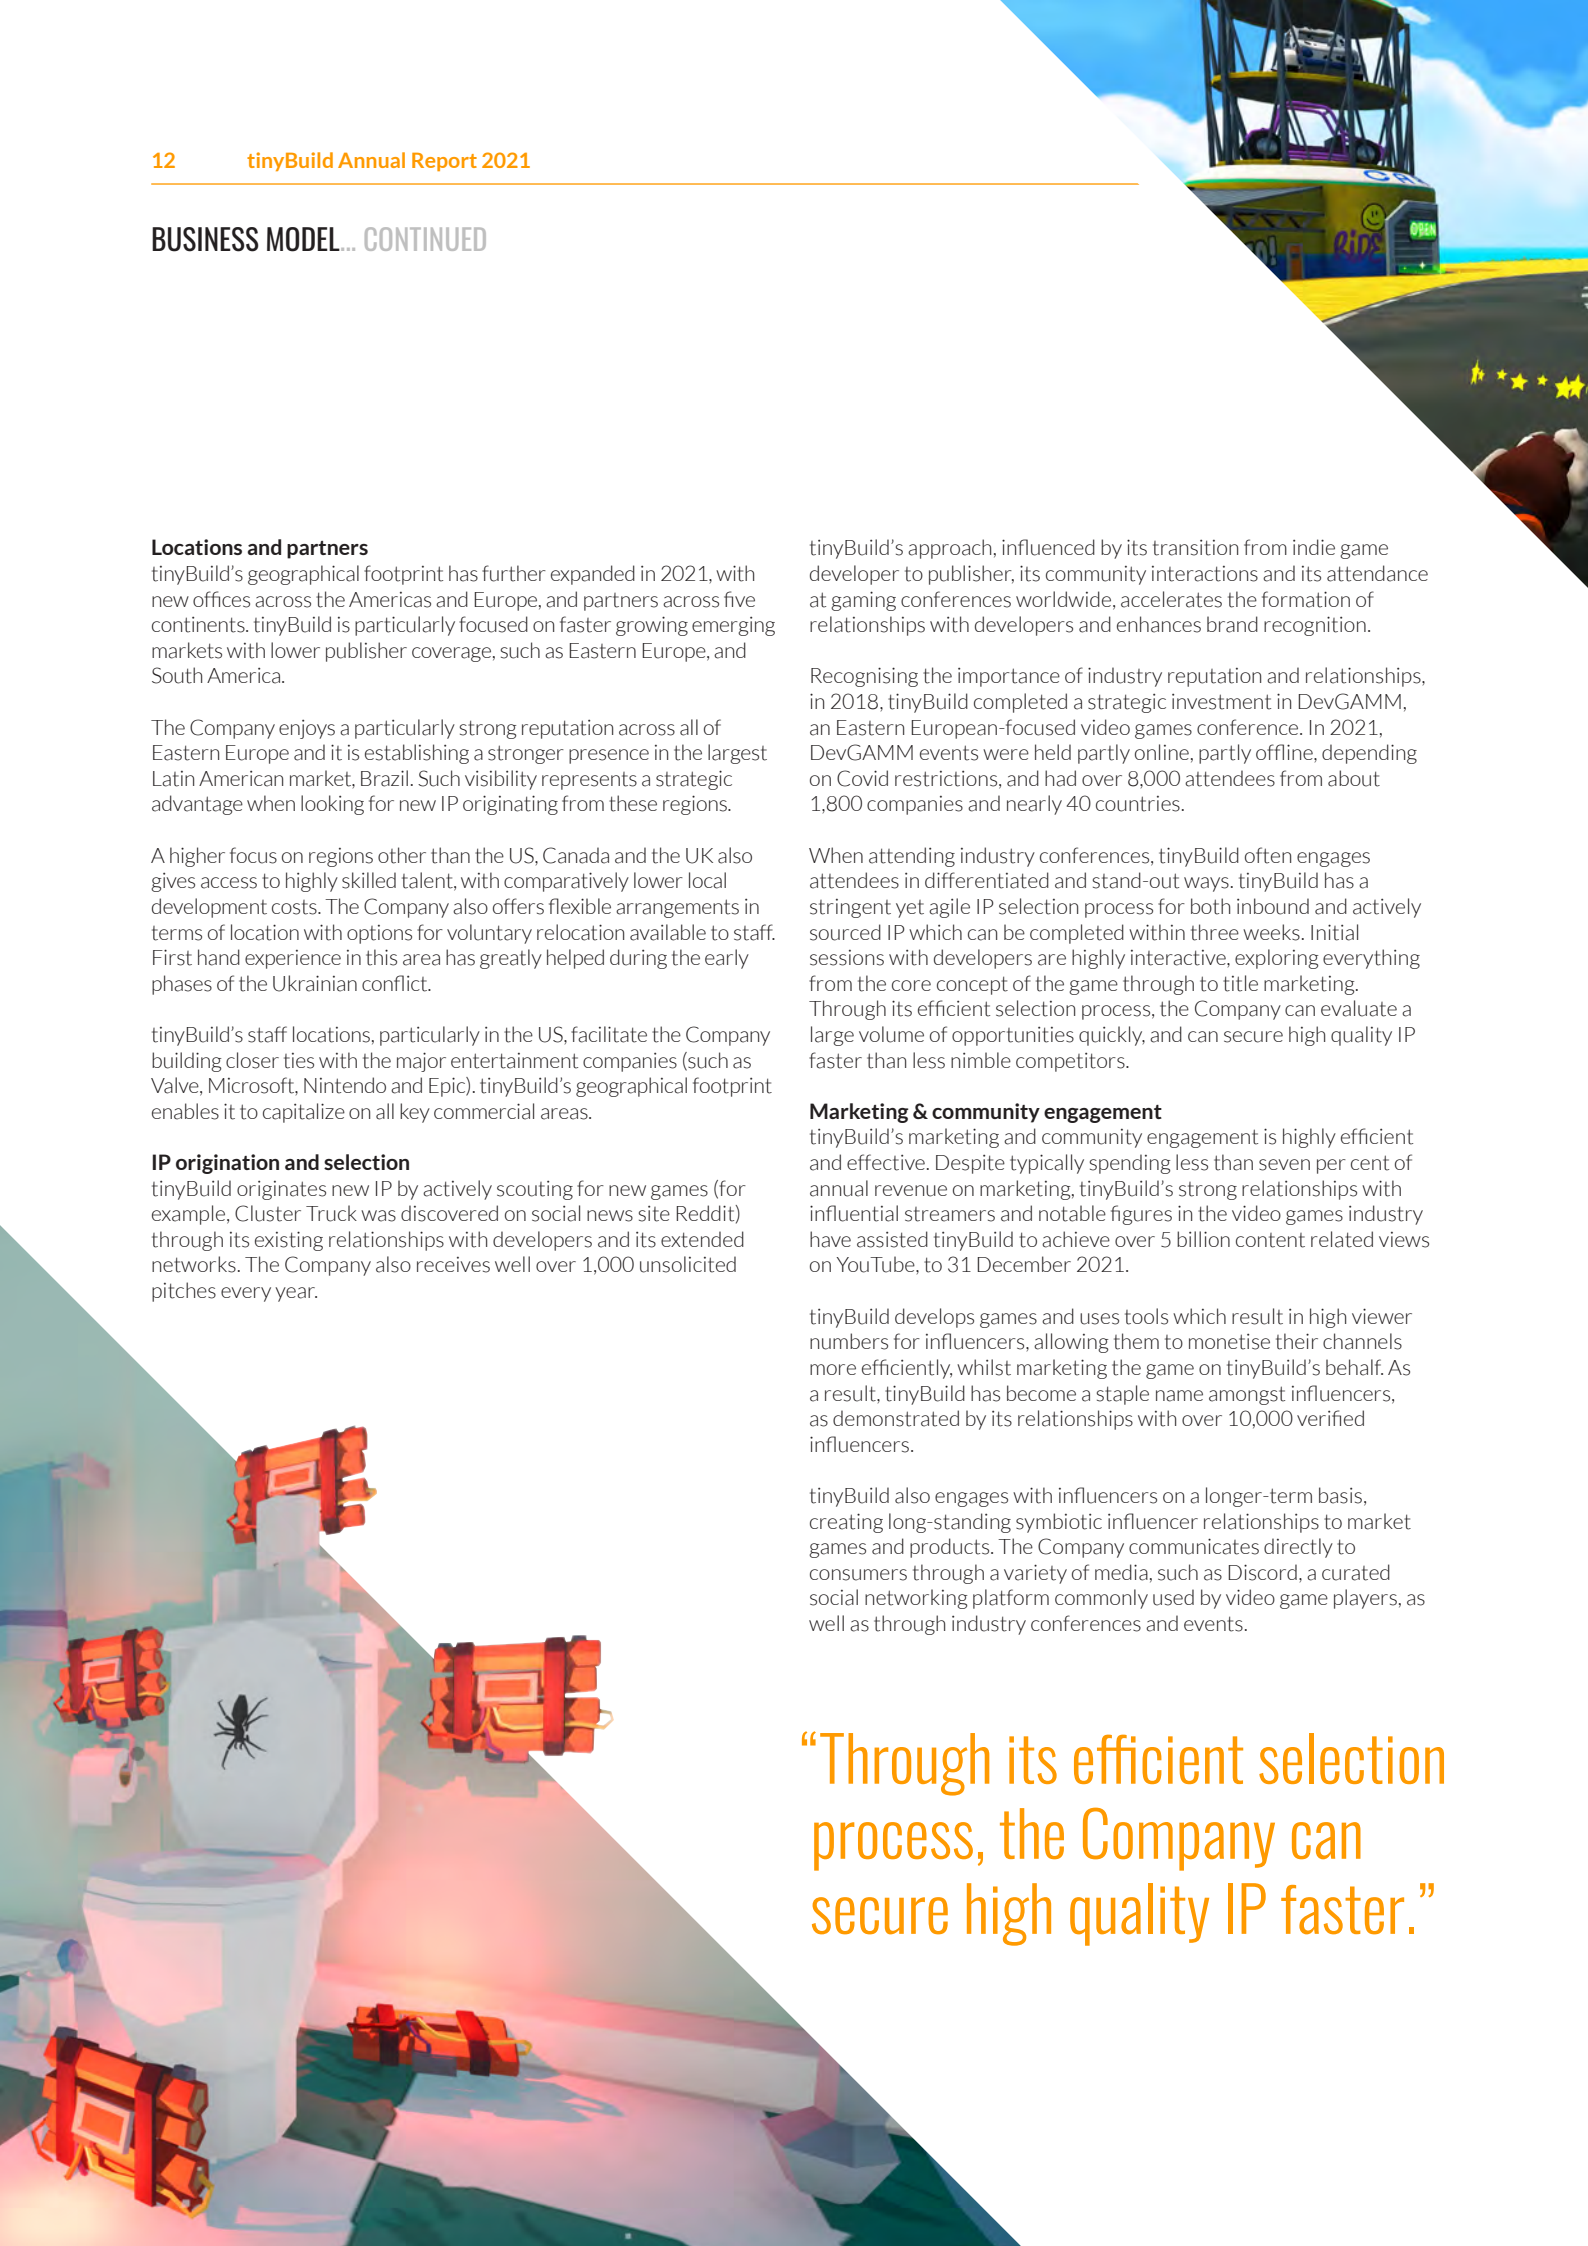 12 tinyBuild Annual Report 2021
BUSINESS MODEL... CONTINUED
Locations and partners
tinyBuild’s geographical footprint has further expanded in 2021, with
new offices across the Americas and Europe, and partners across five
continents. tinyBuild is particularly focused on faster growing emerging
markets with lower publisher coverage, such as Eastern Europe, and
South America.
The Company enjoys a particularly strong reputation across all of
Eastern Europe and it is establishing a stronger presence in the largest
Latin American market, Brazil. Such visibility represents a strategic
advantage when looking for new IP originating from these regions.
A higher focus on regions other than the US, Canada and the UK also
gives access to highly skilled talent, with comparatively lower local
development costs. The Company also offers flexible arrangements in
terms of location with options for voluntary relocation available to staff.
First hand experience in this area has greatly helped during the early
phases of the Ukrainian conflict.
tinyBuild’s staff locations, particularly in the US, facilitate the Company
building closer ties with the major entertainment companies (such as
Valve, Microsoft, Nintendo and Epic). tinyBuild’s geographical footprint
enables it to capitalize on all key commercial areas.
IP origination and selection
tinyBuild originates new IP by actively scouting for new games (for
example, Cluster Truck was discovered on social news site Reddit)
through its existing relationships with developers and its extended
networks. The Company also receives well over 1,000 unsolicited
pitches every year.
tinyBuild’s approach, influenced by its transition from indie game
developer to publisher, its community interactions and its attendance
at gaming conferences worldwide, accelerates the formation of
relationships with developers and enhances brand recognition.
Recognising the importance of industry reputation and relationships,
in 2018, tinyBuild completed a strategic investment in DevGAMM,
an Eastern European-focused video games conference. In 2021,
DevGAMM events were held partly online, partly offline, depending
on Covid restrictions, and had over 8,000 attendees from about
1,800 companies and nearly 40 countries.
When attending industry conferences, tinyBuild often engages
attendees in differentiated and stand-out ways. tinyBuild has a
stringent yet agile IP selection process for both inbound and actively
sourced IP which can be completed within three weeks. Initial
sessions with developers are highly interactive, exploring everything
from the core concept of the game through to title marketing.
Through its efficient selection process, the Company can evaluate a
large volume of opportunities quickly, and can secure high quality IP
faster than less nimble competitors.
Marketing & community engagement
tinyBuild’s marketing and community engagement is highly efficient
and effective. Despite typically spending less than seven per cent of
annual revenue on marketing, tinyBuild’s strong relationships with
influential streamers and notable figures in the video games industry
have assisted tinyBuild to achieve over 5 billion content related views
on YouTube, to 31 December 2021.
tinyBuild develops games and uses tools which result in high viewer
numbers for influencers, allowing them to monetise their channels
more efficiently, whilst marketing the game on tinyBuild’s behalf. As
a result, tinyBuild has become a staple name amongst influencers,
as demonstrated by its relationships with over 10,000 verified
influencers.
tinyBuild also engages with influencers on a longer-term basis,
creating long-standing symbiotic influencer relationships to market
games and products. The Company communicates directly to
consumers through a variety of media, such as Discord, a curated
social networking platform commonly used by video game players, as
well as through industry conferences and events.
“Through its efficient selection
process, the Company can
secure high quality IP faster.”
OPEN
RIDE